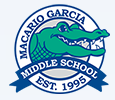 MACARIO GARCIA
MIDDLE SCHOOL
EST. 1995